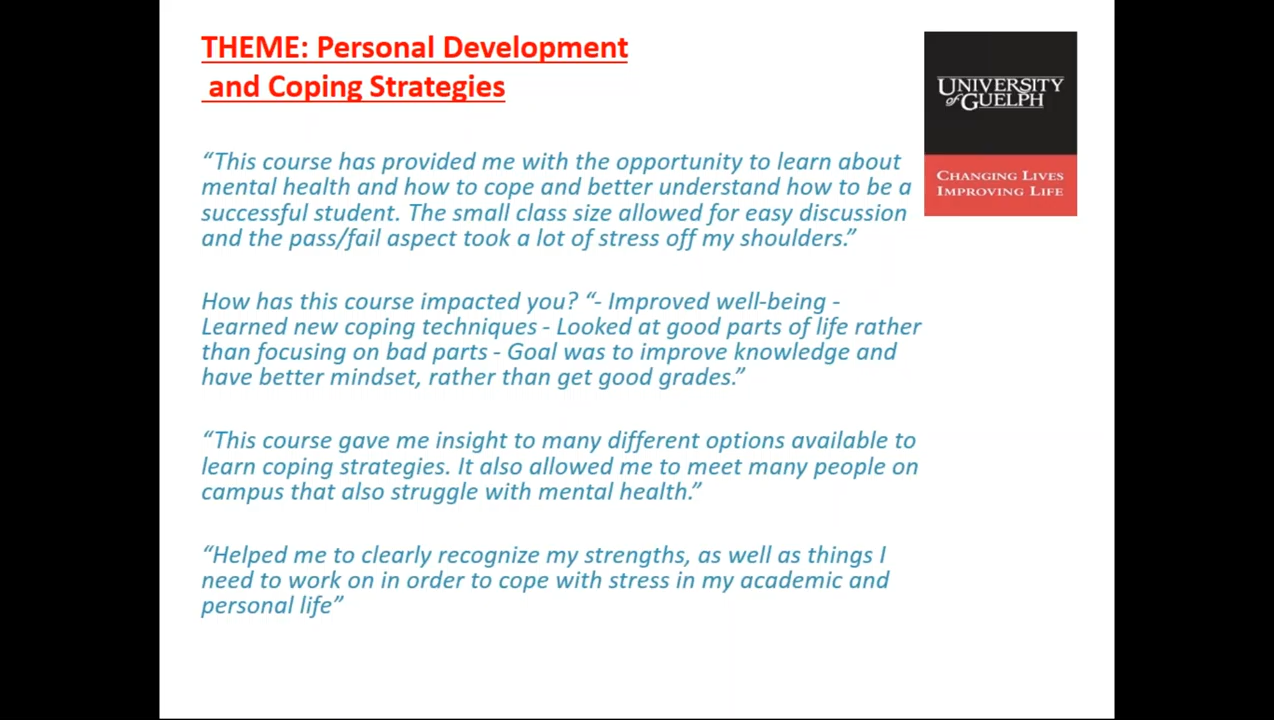 THEME: Personal Development
and Coping Strategies
UNIVERSITY
of GUELPH
CHANGING LIVES
IMPROVING LIFE
“This course has provided me with the opportunity to learn about
mental health and how to cope and better understand how to be a
successful student. The small class size allowed for easy discussion
and the pass/fail aspect took a lot of stress off my shoulders.”
How has this course impacted you? “- Improved well-being -
Learned new coping techniques - Looked at good parts of life rather
than focusing on bad parts - Goal was to improve knowledge and
have better mindset, rather than get good grades.”
“This course gave me insight to many different options available to
learn coping strategies. It also allowed me to meet many people on
campus that also struggle with mental health.”
“Helped me to clearly recognize my strengths, as well as things I
need to work on in order to cope with stress in my academic and
personal life”